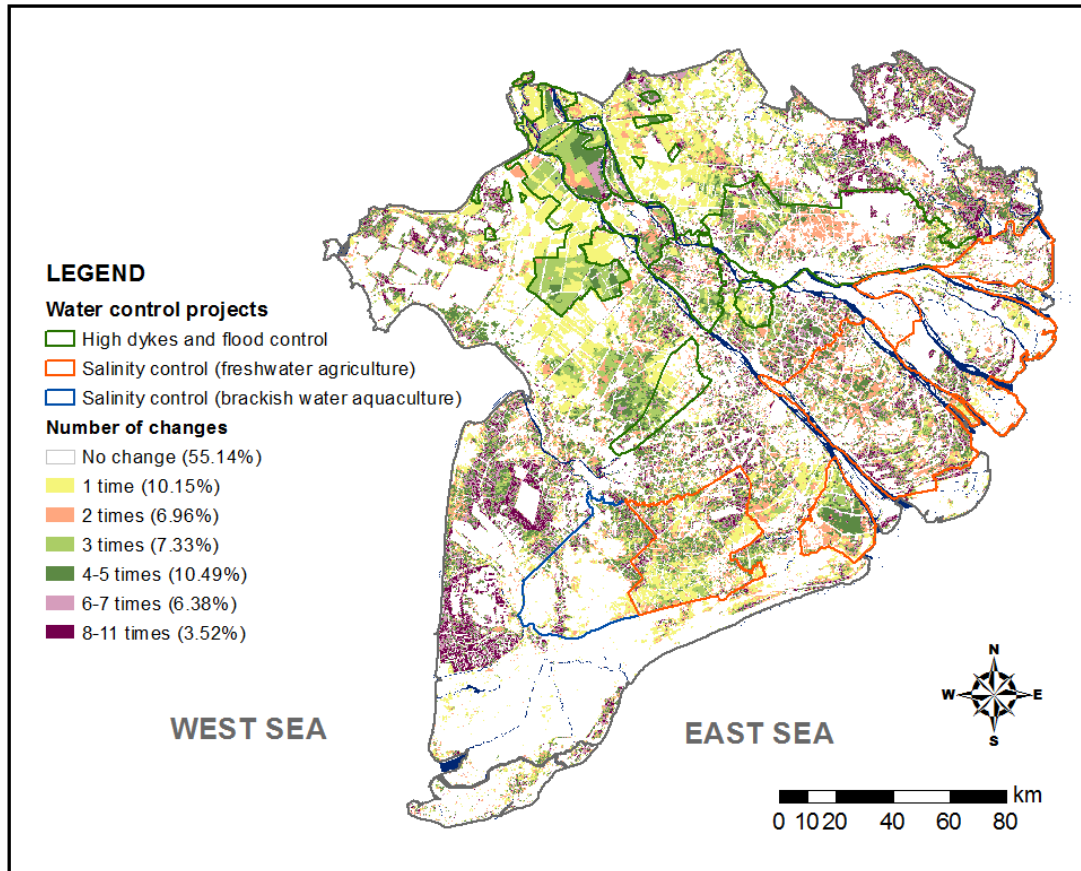 LEGEND
Water control projects
High dykes and flood control
Salinity control (freshwater agriculture)
Salinity control (brackish water aquaculture)
Number of changes
No change (55.14%)
1 time (10.15%)
2 times (6.96%)
3 times (7.33%)
4-5 times (10.49%)
6-7 times (6.38%)
8-11 times (3.52%)
WEST SEA
EAST SEA
N
W E
S
km
0 10 20 40 60 80